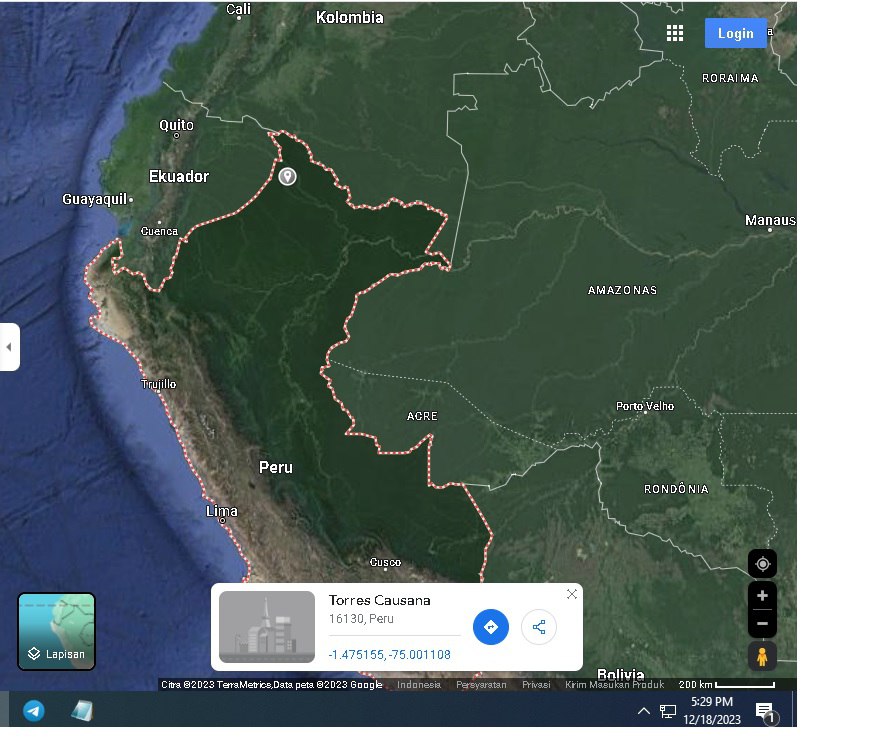 Cali
Kolombia
Login
a
RORAIMA
Quito
Ekuador
Guayaquil
Manaus
Cuenca
AMAZONAS
Trujillo
Porto Velho
ACRE
Peru
RONDÔNIA
Lima
Cusco
Torres Causana
16130, Peru
-1.475155, -75.001108
Lapisan
Bolivia
Citra ©2023 TerraMetrics,Data peta ©2023 Google Indonesia Persyaratan Privasi Kirim Masukan Produk 200 km
5:29 PM
12/18/2023
1